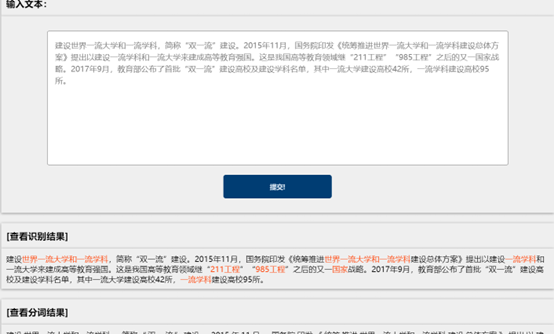 输入文本：
建设世界一流大学和一流学科，简称“双一流”建设。2015年11月，国务院印发《统筹推进世界一流大学和一流学科建设总体方
案》提出以建设一流学科和一流大学来建成高等教育强国。这是我国高等教育领域继“211工程”“985工程”之后的又一国家战
略。2017年9月，教育部公布了首批“双一流”建设高校及建设学科名单，其中一流大学建设高校42所，一流学科建设高校95
所。
提交!
[查看识别结果]
建设世界一流大学和一流学科，简称“双一流”建设。2015年11月，国务院印发《统筹推进世界一流大学和一流学科建设总体方案》提出以建设一流学科和
一流大学来建成高等教育强国。这是我国高等教育领域继“211工程”“985工程”之后的又一国家战略。2017年9月，教育部公布了首批“双一流”建设高
校及建设学科名单，其中一流大学建设高校42所，一流学科建设高校95所。
[查看分词结果]